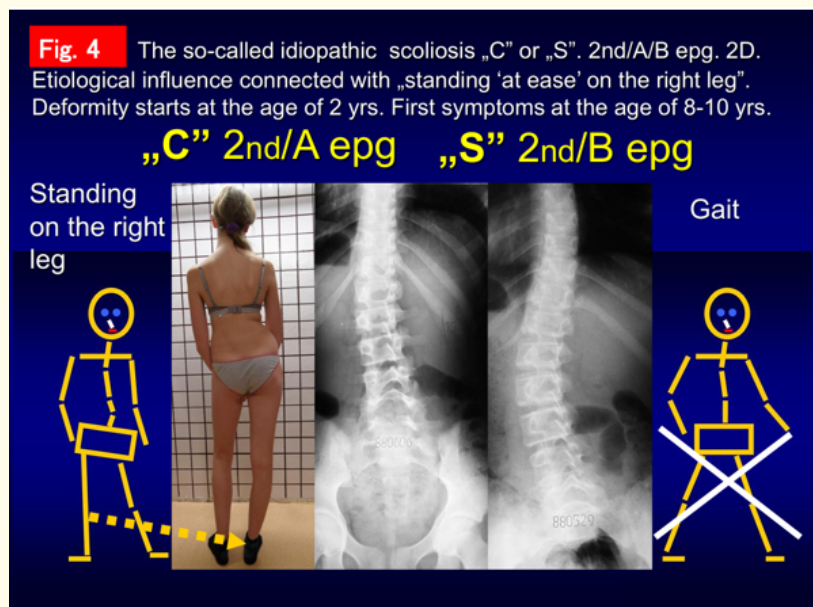 Fig. 4 The so-called idiopathic scoliosis „C” or „S”. 2nd/A/B epg. 2D.
Etiological influence connected with „standing ‘at ease’ on the right leg”.
Deformity starts at the age of 2 yrs. First symptoms at the age of 8-10 yrs.
„C” 2nd/A epg „S” 2nd/B epg
Standing
on the right
leg
Gait
880529